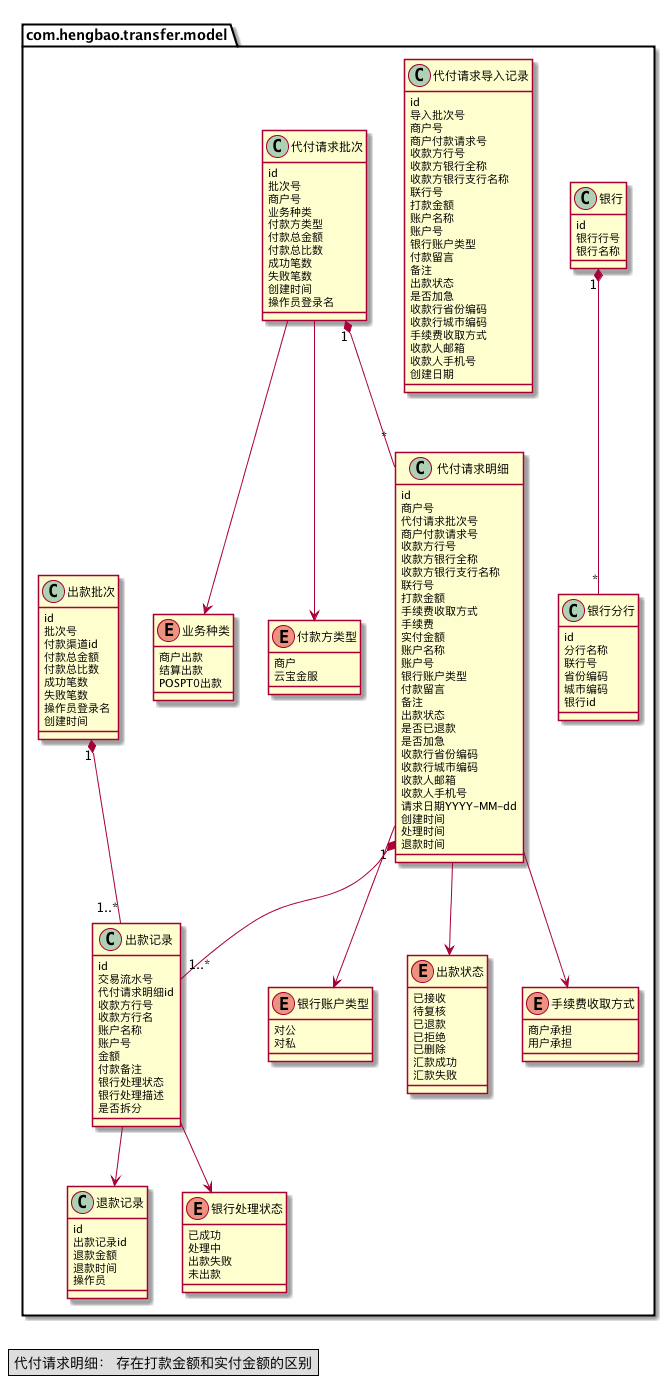 com.hengbao.transfer.model
C 代付请求导入记录
id
导入批次号
商户号
商户付款请求号
收款方行号
收款方银行全称
收款方银行支行名称
联行号
打款金额
账户名称
账户号
银行账户类型
付款留言
备注
出款状态
是否加急
收款行省份编码
收款行城市编码
手续费收取方式
收款人邮箱
收款人手机号
创建日期
C 代付请求批次
id
批次号
商户号
业务种类
付款方类型
付款总金额
付款总比数
成功笔数
失败笔数
创建时间
操作员登录名
1
*
C 银行
id
银行行号
银行名称
1
*
C 代付请求明细
id
商户号
代付请求批次号
商户付款请求号
收款方行号
收款方银行全称
收款方银行支行名称
联行号
打款金额
手续费收取方式
手续费
实付金额
账户名称
账户号
银行账户类型
付款留言
备注
出款状态
是否已退款
是否加急
收款行省份编码
收款行城市编码
收款人邮箱
收款人手机号
请求日期YYYY-MM-dd
创建时间
处理时间
退款时间
1
1..*
C 出款批次
id
批次号
付款渠道id
付款总金额
付款总比数
成功笔数
失败笔数
操作员登录名
创建时间
1
1..*
E 业务种类
商户出款
结算出款
POSPT0出款
E 付款方类型
商户
云宝金服
C 银行分行
id
分行名称
联行号
省份编码
城市编码
银行id
C 出款记录
id
交易流水号
代付请求明细id
收款方行号
收款方行名
账户名称
账户号
金额
付款备注
银行处理状态
银行处理描述
是否拆分
E 银行账户类型
对公
对私
E 出款状态
已接收
待复核
已退款
已拒绝
已删除
汇款成功
汇款失败
E 手续费收取方式
商户承担
用户承担
C 退款记录
id
出款记录id
退款金额
退款时间
操作员
E 银行处理状态
已成功
处理中
出款失败
未出款
代付请求明细： 存在打款金额和实付金额的区别